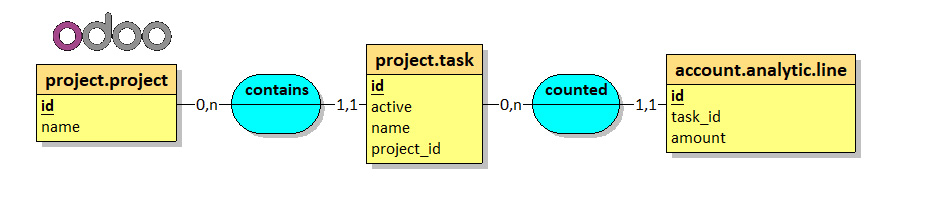 odoo
project.project
id
name
0,n
contains
1,1
project.task
id
active
name
project_id
0,n
counted
1,1
account.analytic.line
id
task_id
amount